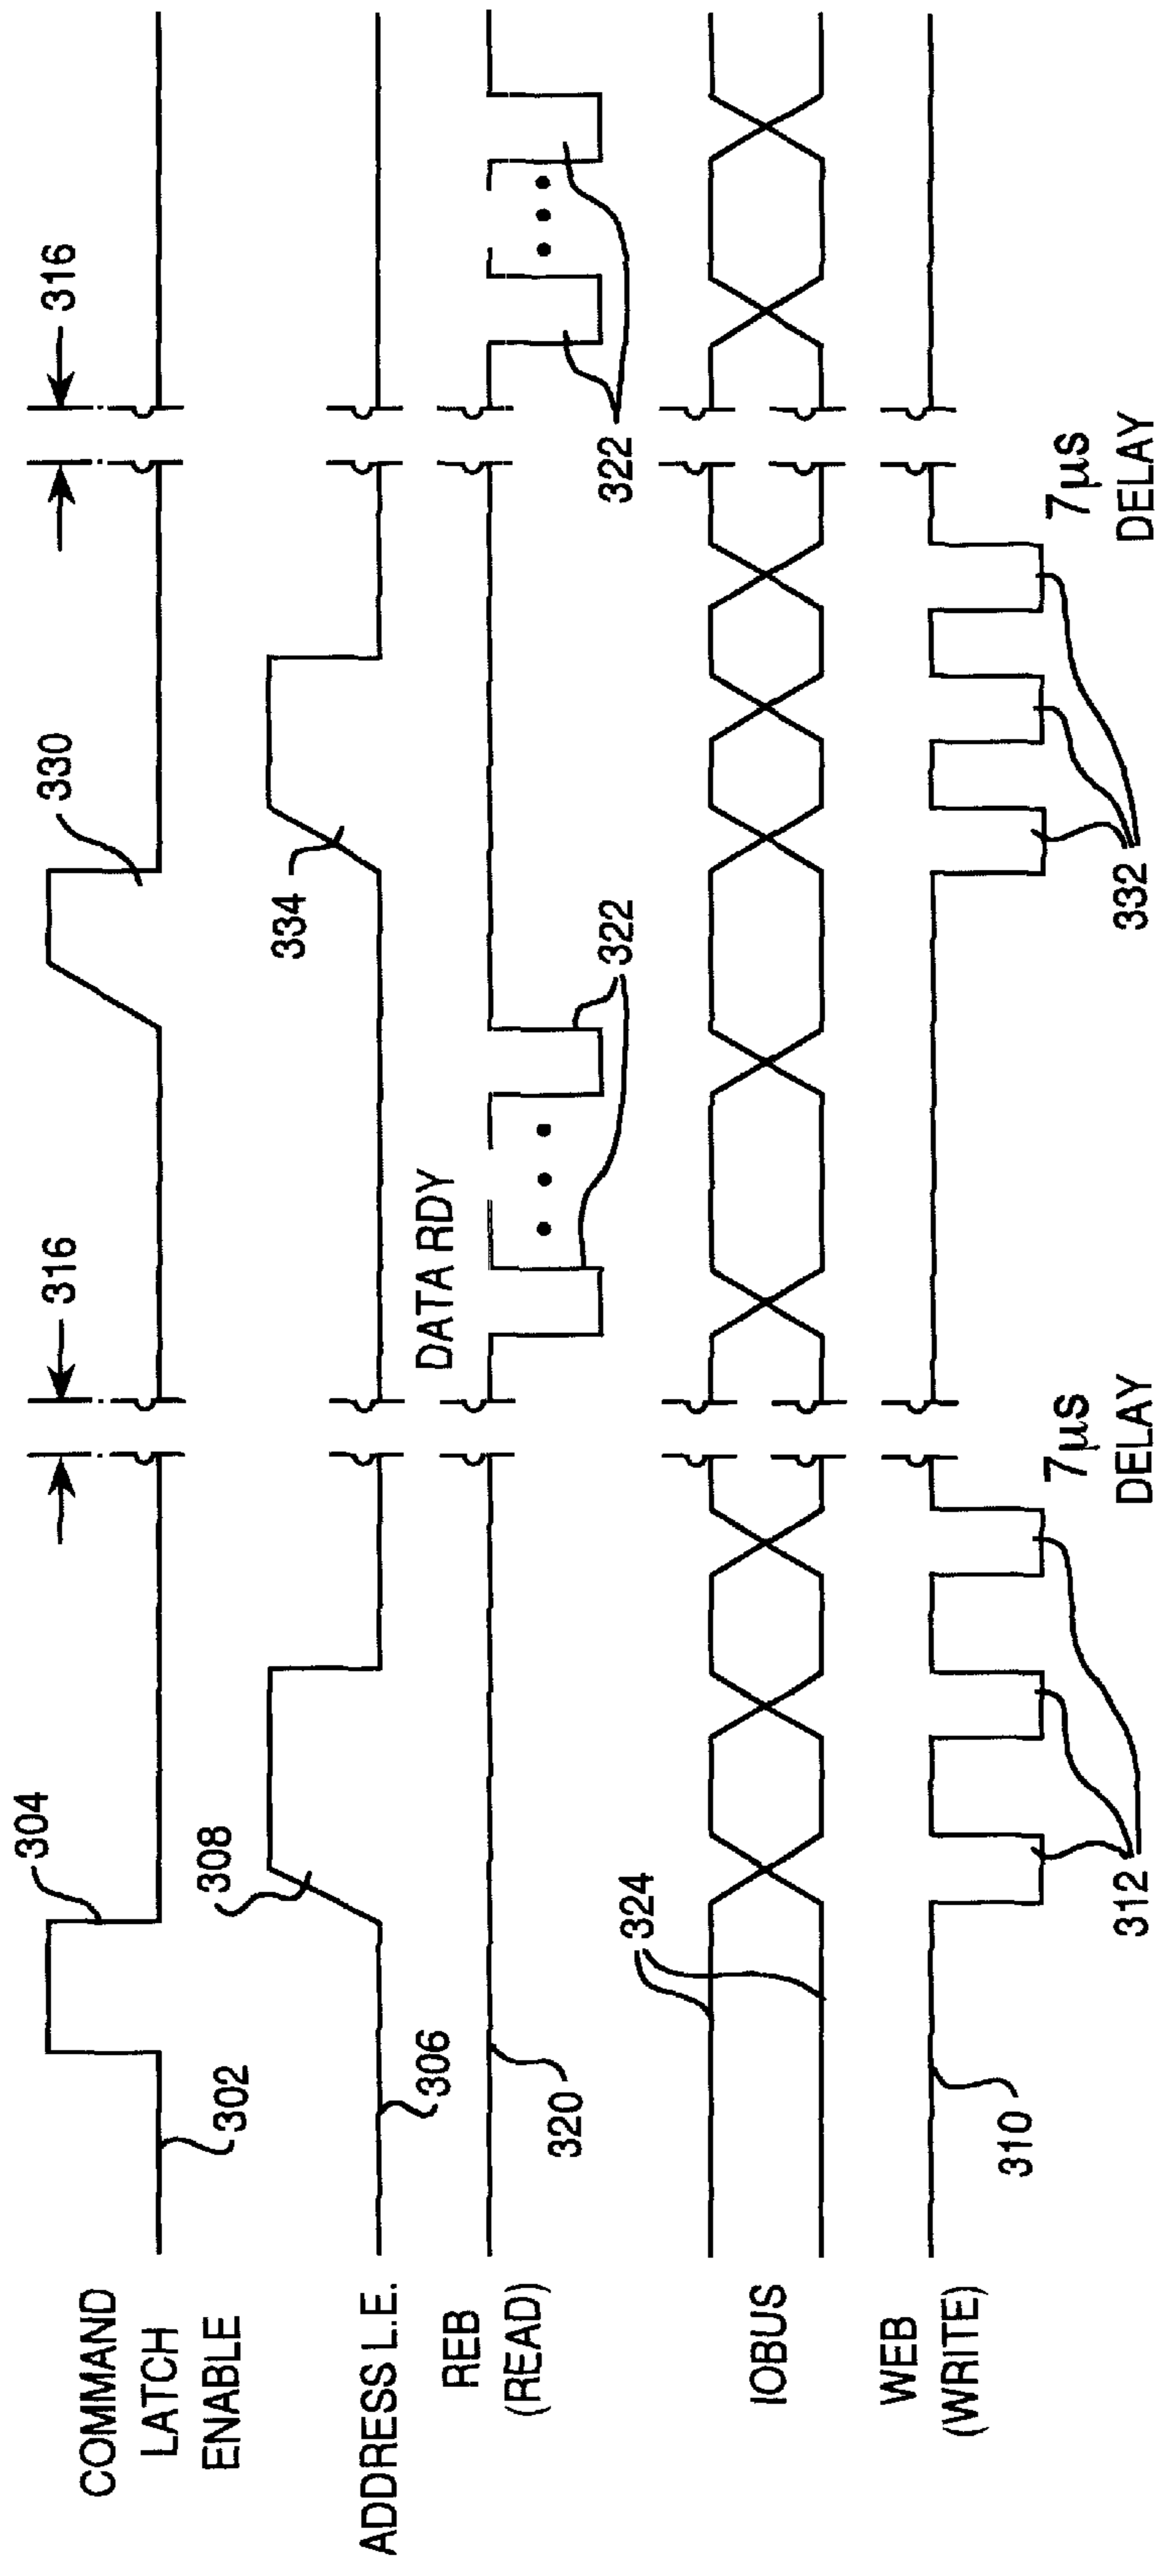 COMMAND
LATCH
ENABLE
302
304
316
330
316
ADDRESS L.E.
306
308
334
REB
(READ)
320
DATA RDY
322
322
IOBUS
324
WEB
(WRITE)
310
312
7µs
DELAY
332
7µs
DELAY